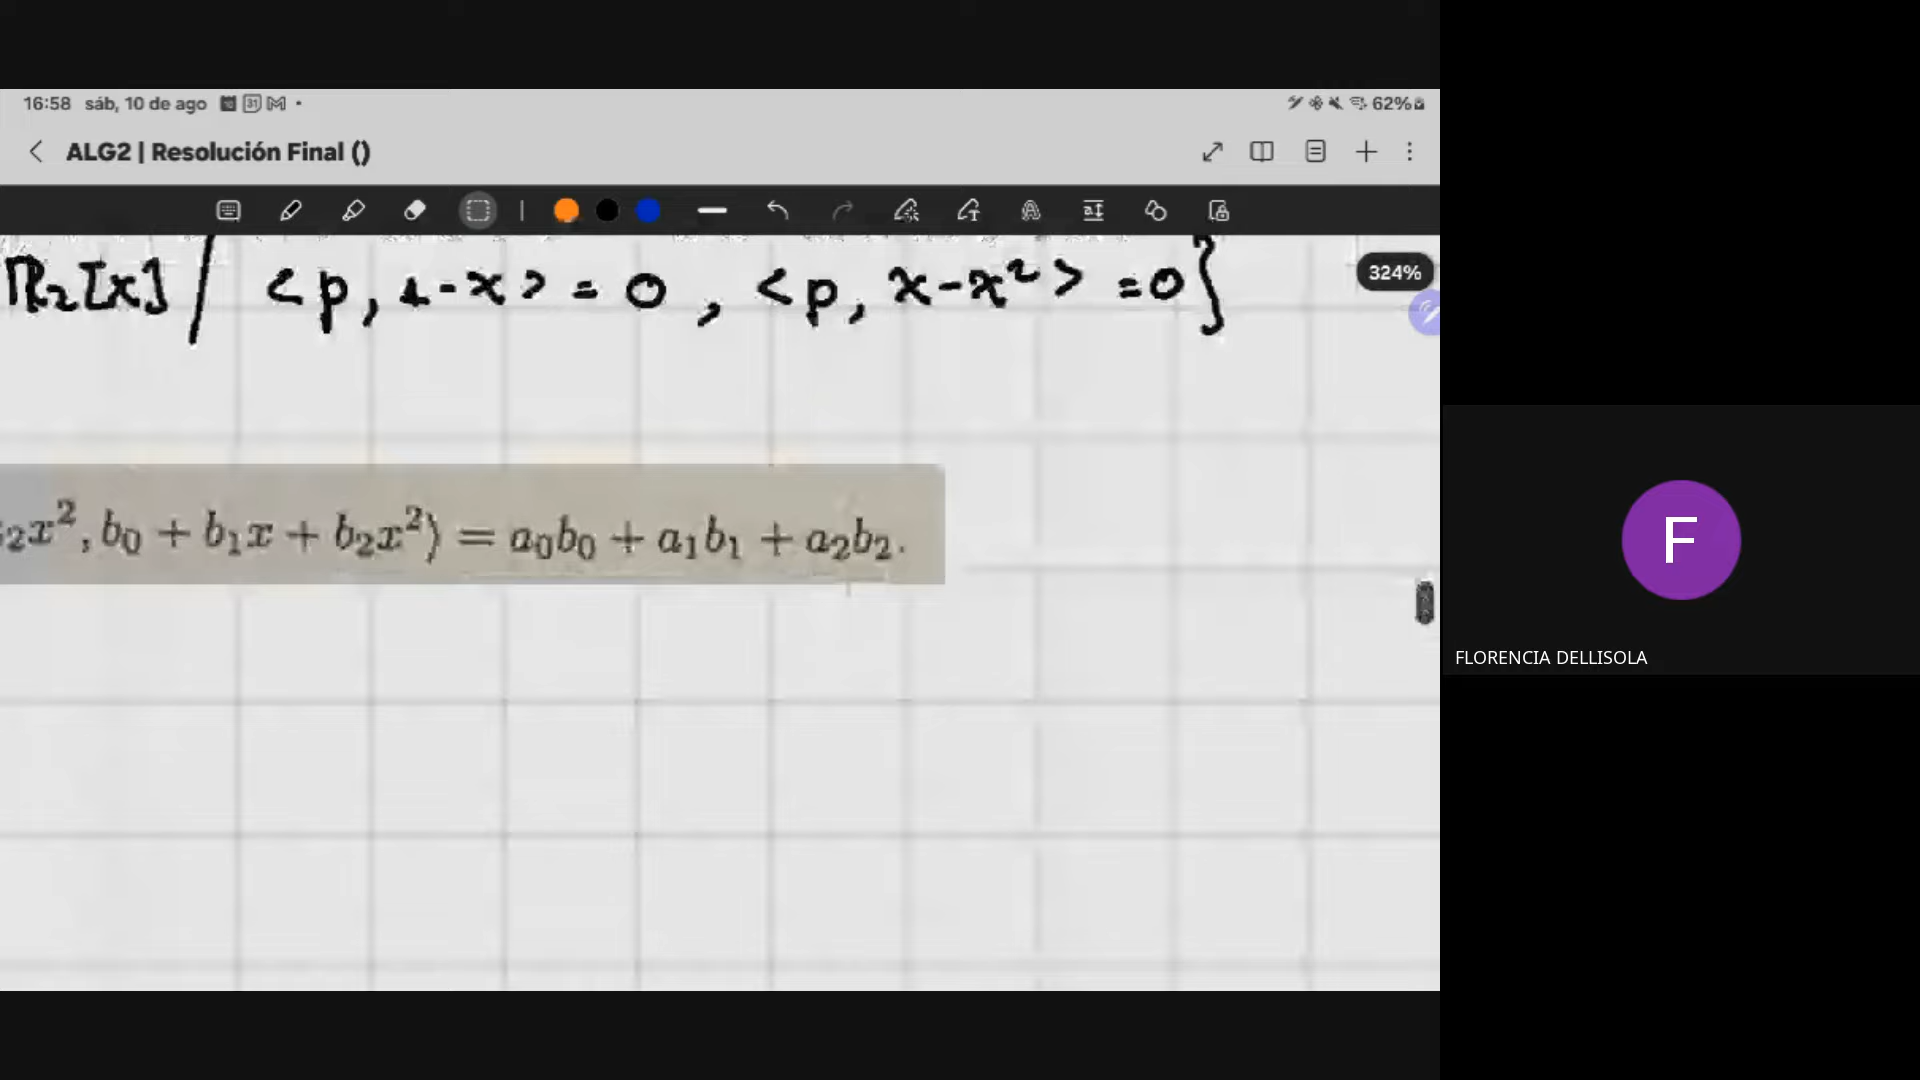 16:58 sáb, 10 de ago 31 •
62%
ALG2 | Resolución Final ()
ℝ₂[x] / <p, 1-x> = 0 , <p, x-x²> = 0}
324%
₂x², b₀ + b₁x + b₂x²⟩ = a₀b₀ + a₁b₁ + a₂b₂.
F
FLORENCIA DELLISOLA